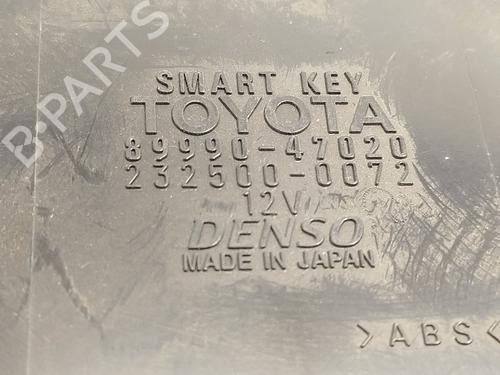 B-PARTS
SMART KEY
TOYOTA
89990-47020
232500-0072
12V
DENSO
MADE IN JAPAN
>ABS<